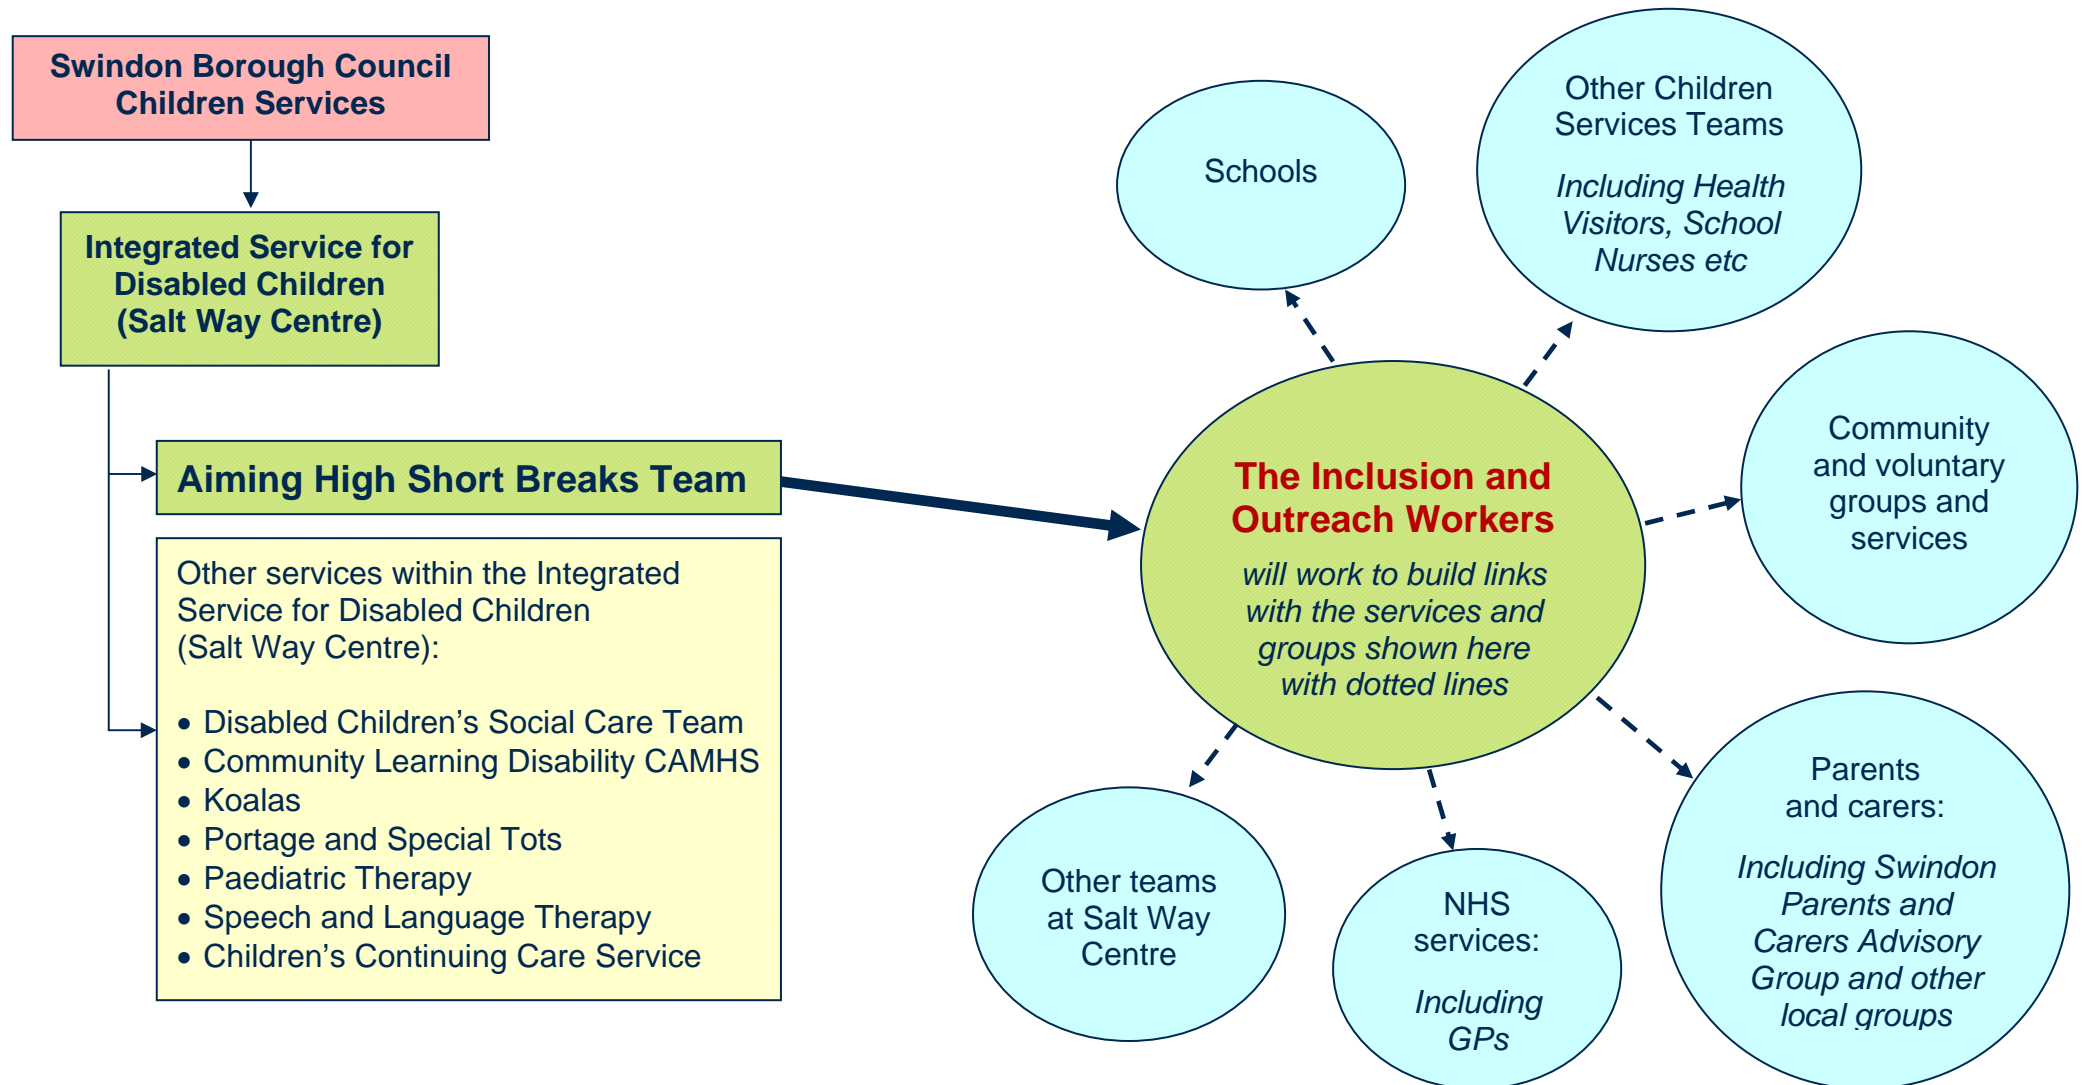 Swindon Borough Council
Children Services
Integrated Service for
Disabled Children
(Salt Way Centre)
Aiming High Short Breaks Team
Other services within the Integrated
Service for Disabled Children
(Salt Way Centre):
• Disabled Children’s Social Care Team
• Community Learning Disability CAMHS
• Koalas
• Portage and Special Tots
• Paediatric Therapy
• Speech and Language Therapy
• Children’s Continuing Care Service
The Inclusion and
Outreach Workers
will work to build links
with the services and
groups shown here
with dotted lines
Schools
Other Children
Services Teams
Including Health
Visitors, School
Nurses etc
Community
and voluntary
groups and
services
Parents
and carers:
Including Swindon
Parents and
Carers Advisory
Group and other
local groups
NHS
services:
Including
GPs
Other teams
at Salt Way
Centre